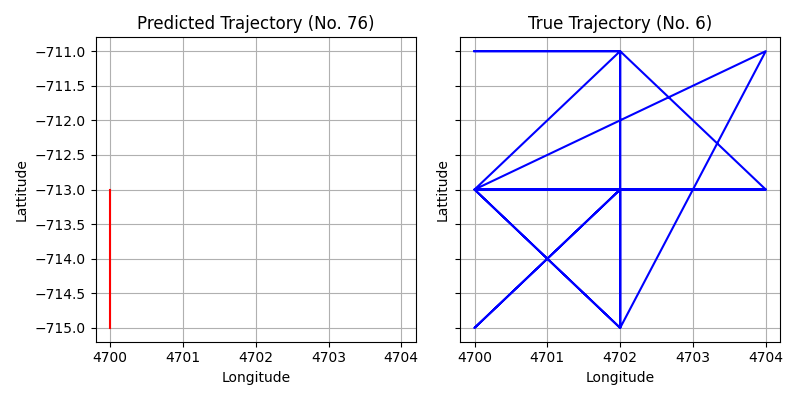 Predicted Trajectory (No. 76)
Lattitude
−711.0
−711.5
−712.0
−712.5
−713.0
−713.5
−714.0
−714.5
−715.0
4700 4701 4702 4703 4704
Longitude
True Trajectory (No. 6)
Lattitude
4700 4701 4702 4703 4704
Longitude